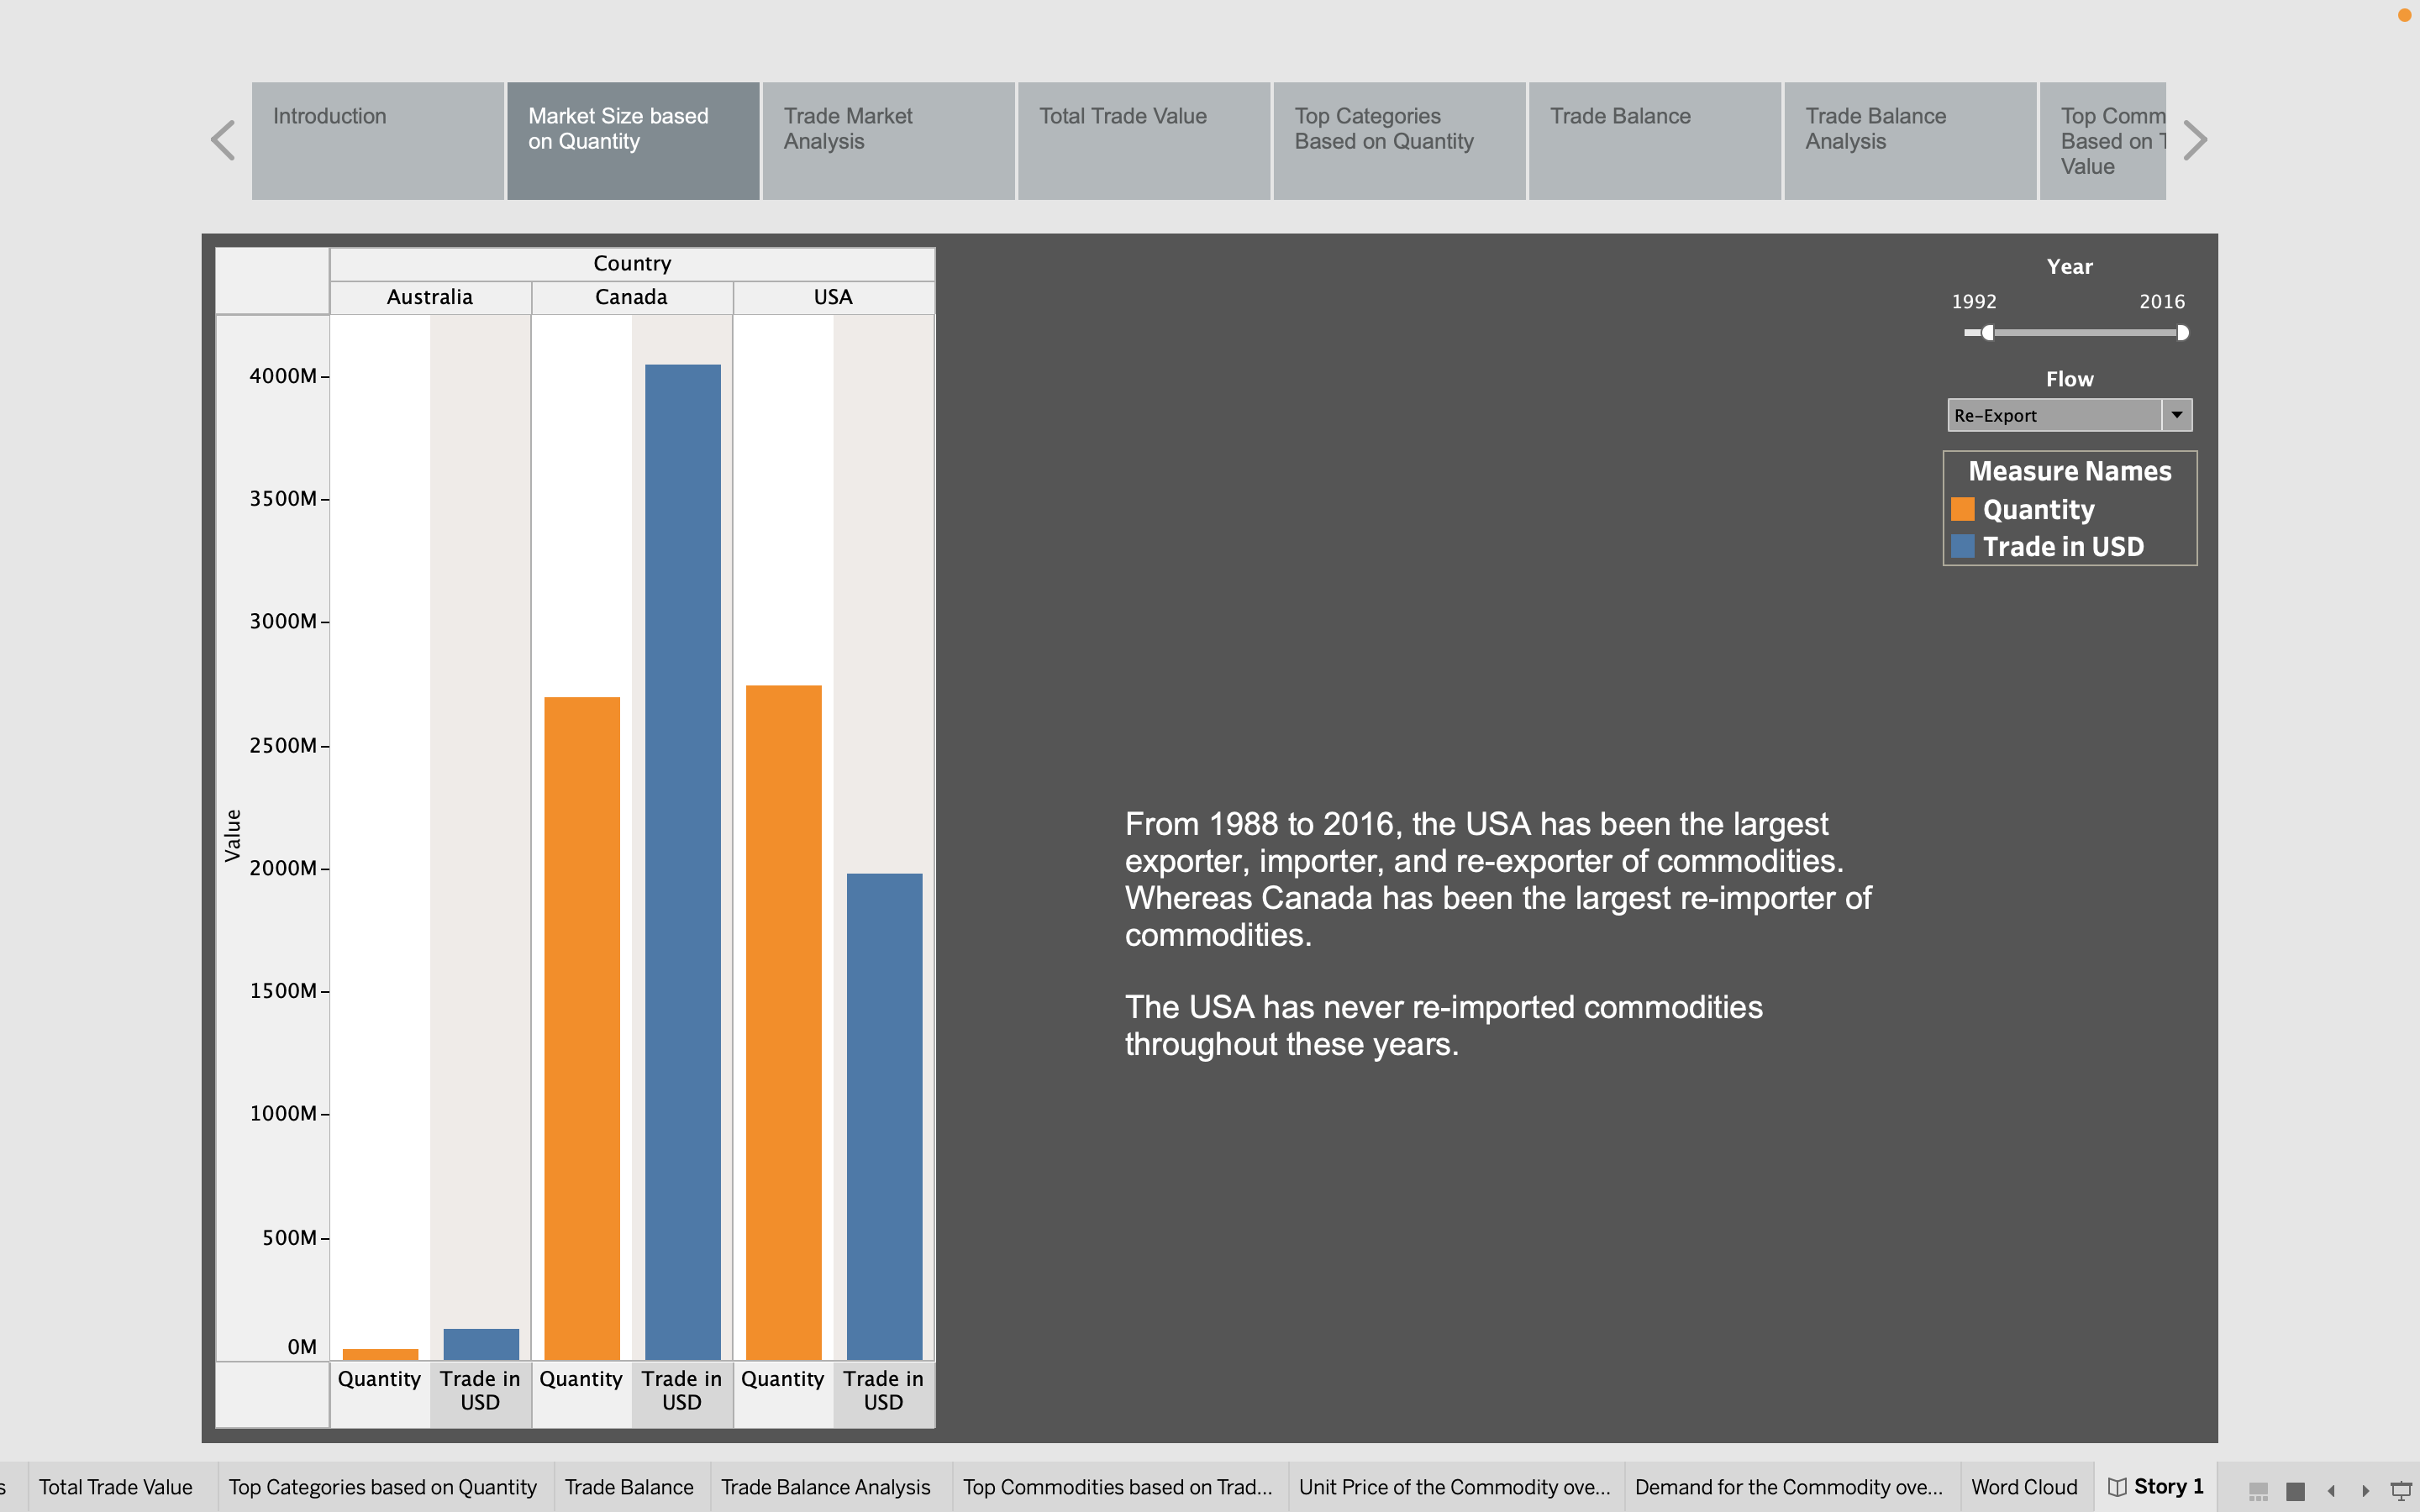 Introduction
Market Size based
on Quantity
Trade Market
Analysis
Total Trade Value
Top Categories
Based on Quantity
Trade Balance
Trade Balance
Analysis
Top Comm
Based on T
Value
Country
Australia
Canada
USA
Value
4000M
3500M
3000M
2500M
2000M
1500M
1000M
500M
0M
Quantity
Trade in
USD
Quantity
Trade in
USD
Quantity
Trade in
USD
Year
1992
2016
Flow
Re-Export
Measure Names
Quantity
Trade in USD
From 1988 to 2016, the USA has been the largest
exporter, importer, and re-exporter of commodities.
Whereas Canada has been the largest re-importer of
commodities.
The USA has never re-imported commodities
throughout these years.
s
Total Trade Value
Top Categories based on Quantity
Trade Balance
Trade Balance Analysis
Top Commodities based on Trad...
Unit Price of the Commodity ove...
Demand for the Commodity ove...
Word Cloud
Story 1